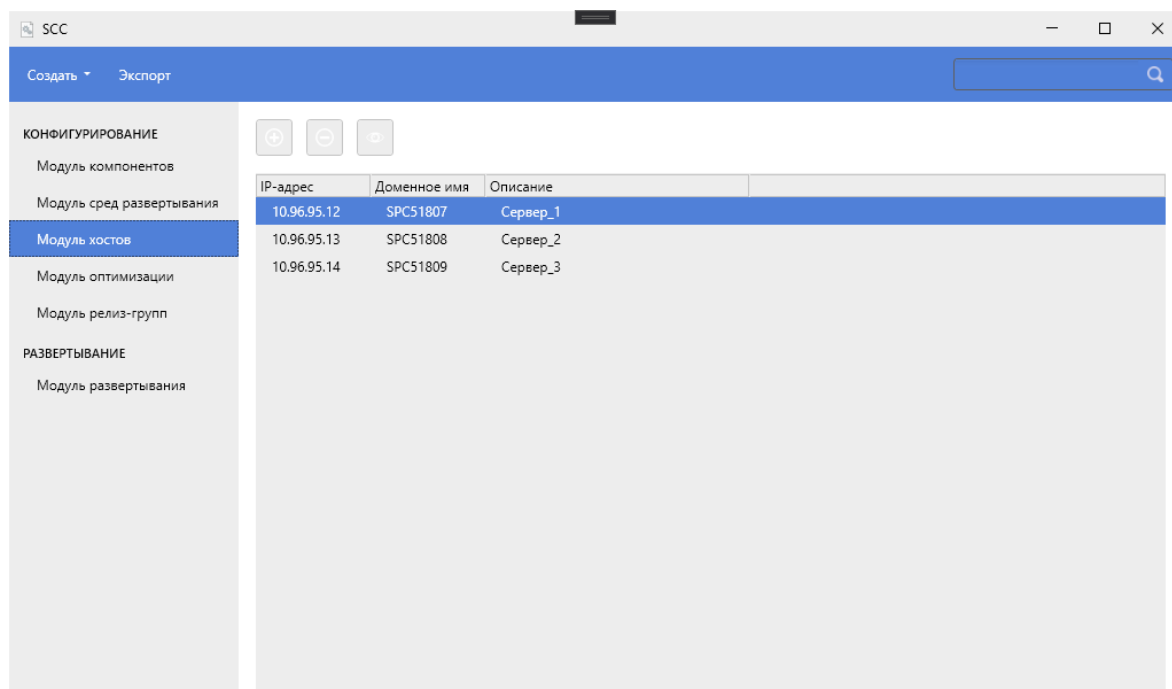 SCC
Создать Экспорт
КОНФИГУРИРОВАНИЕ
Модуль компонентов
Модуль сред развертывания
Модуль хостов
Модуль оптимизации
Модуль релиз-групп
РАЗВЕРТЫВАНИЕ
Модуль развертывания
IP-адрес Доменное имя Описание
10.96.95.12 SPC51807 Сервер_1
10.96.95.13 SPC51808 Сервер_2
10.96.95.14 SPC51809 Сервер_3